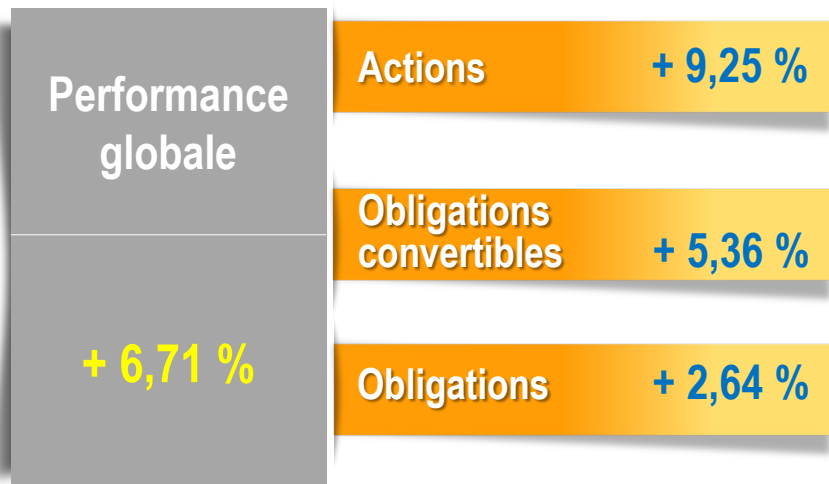 Performance
globale
+ 6,71 %
Actions + 9,25 %
Obligations
convertibles + 5,36 %
Obligations + 2,64 %